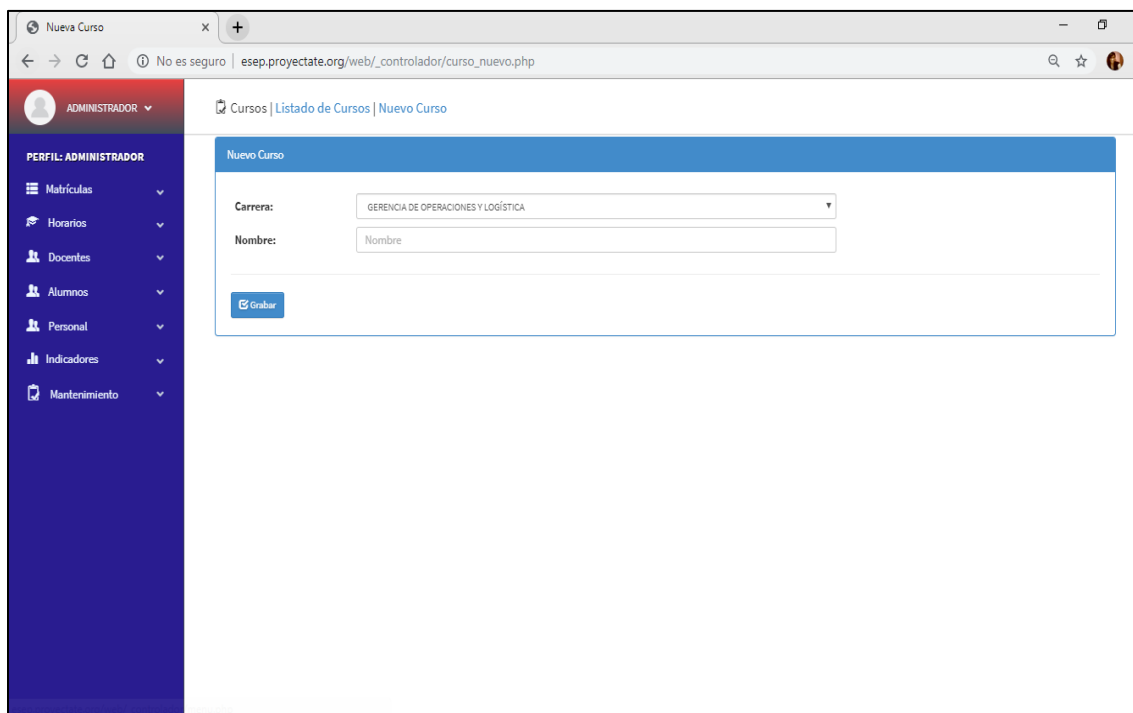 Nueva Curso
No es seguro | esep.proyectate.org/web/_controlador/curso_nuevo.php
ADMINISTRADOR
Cursos | Listado de Cursos | Nuevo Curso
PERFIL: ADMINISTRADOR
Matrículas
Horarios
Docentes
Alumnos
Personal
Indicadores
Mantenimiento
Nuevo Curso
Carrera: GERENCIA DE OPERACIONES Y LOGÍSTICA
Nombre: Nombre
Grabar